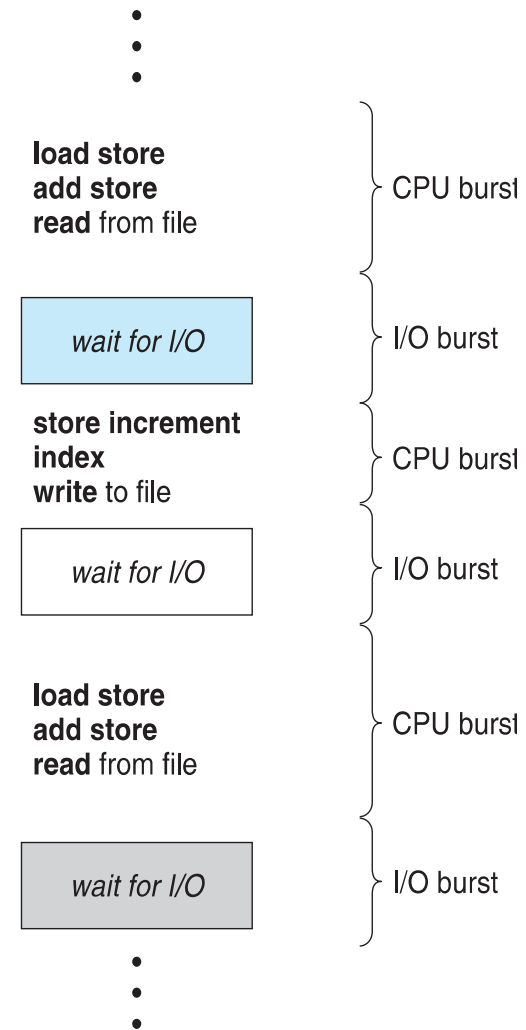 load store
add store
read from file
CPU burst
wait for I/O
I/O burst
store increment
index
write to file
CPU burst
wait for I/O
I/O burst
load store
add store
read from file
CPU burst
wait for I/O
I/O burst